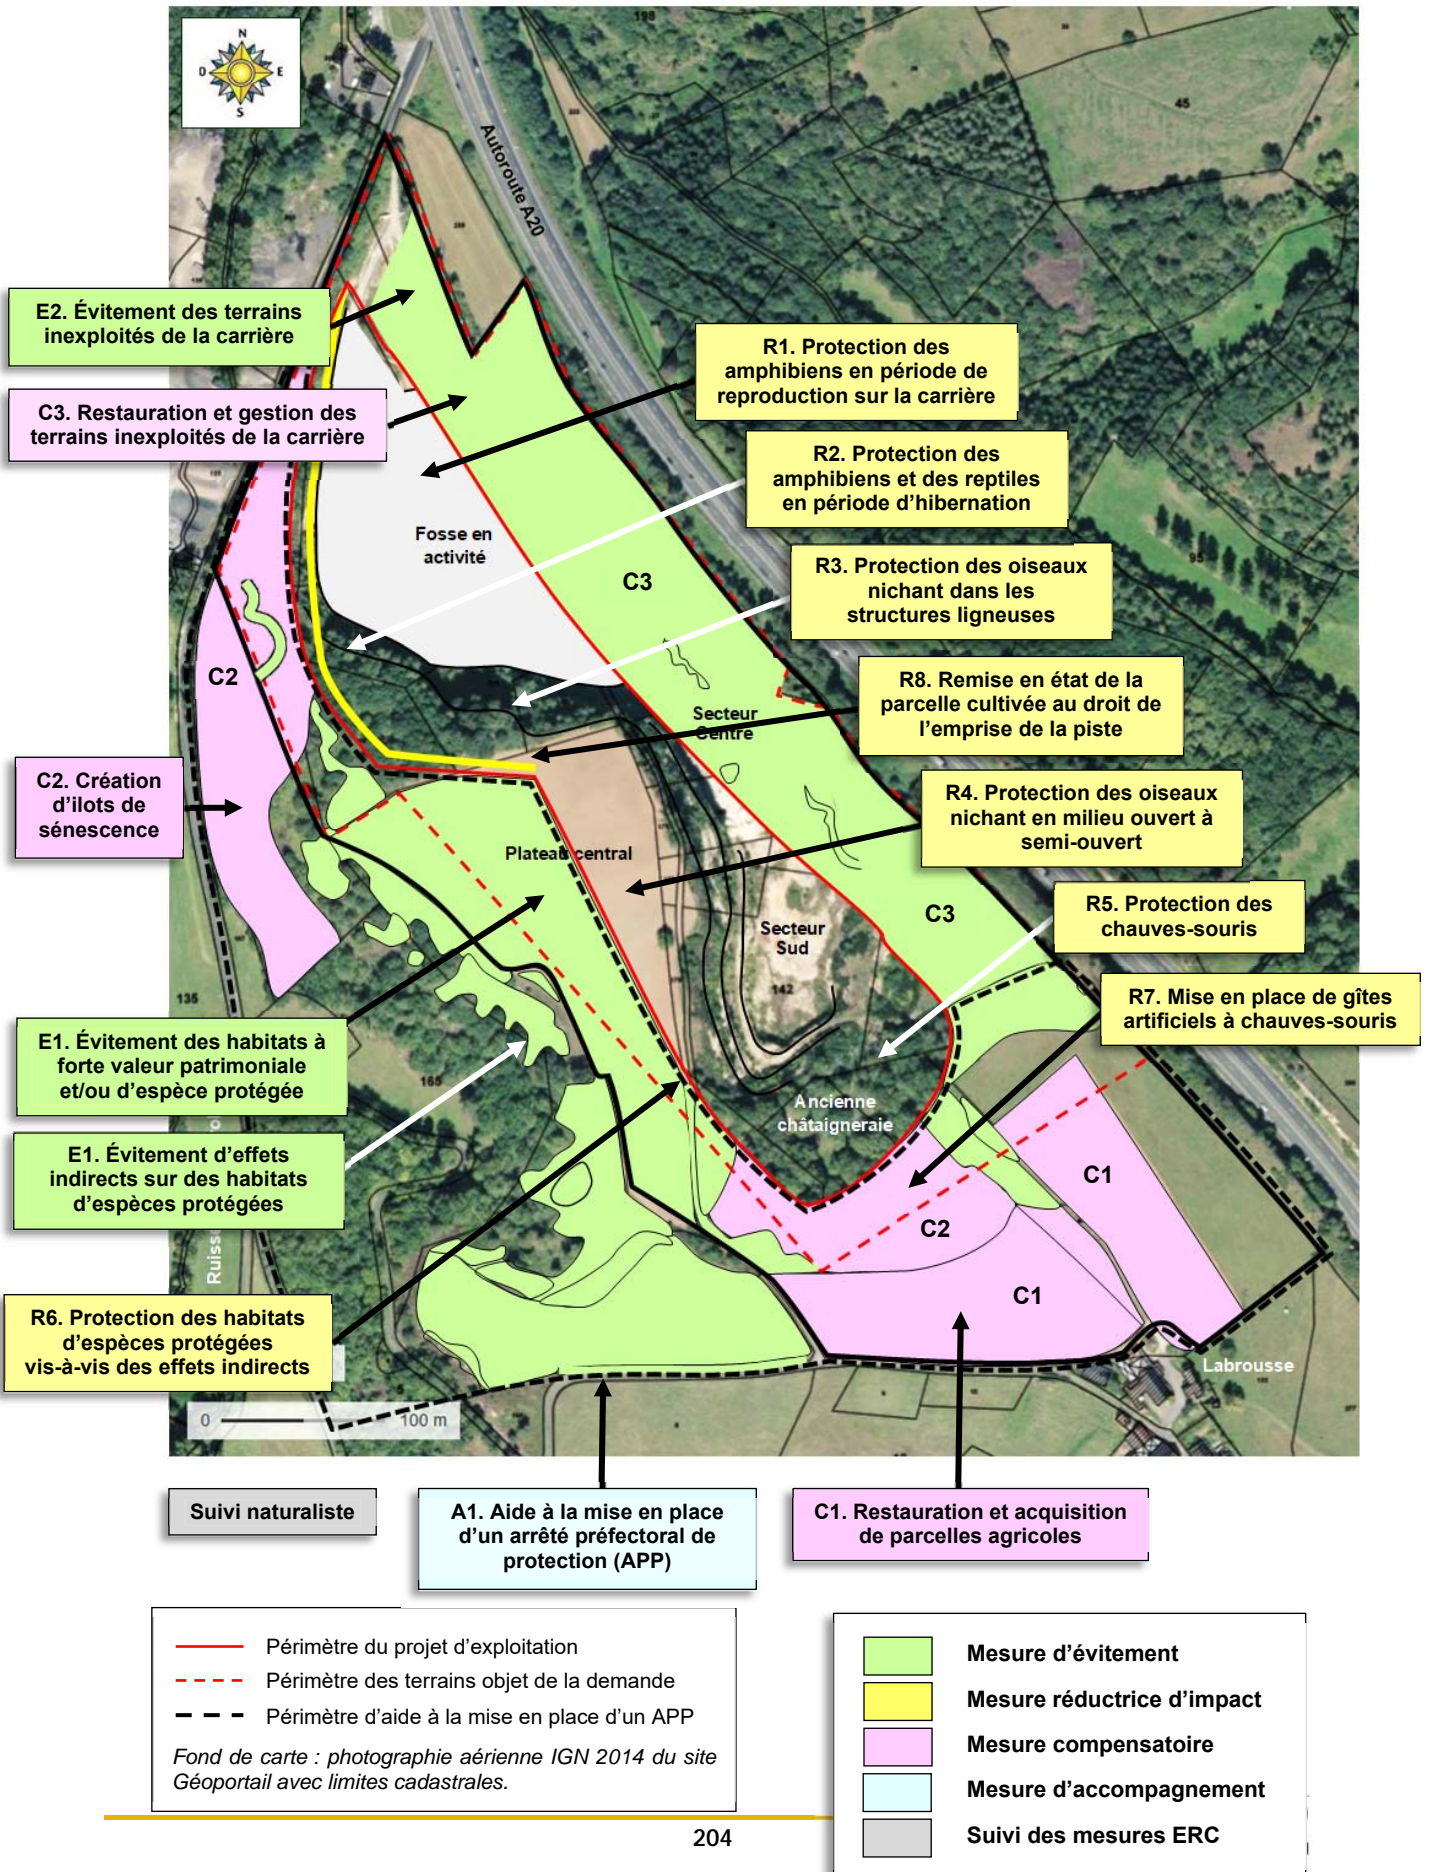 N
O
E
S
198
45
Autoroute A20
E2. Évitement des terrains
inexploités de la carrière
C3. Restauration et gestion des
terrains inexploités de la carrière
R1. Protection des
amphibiens en période de
reproduction sur la carrière
R2. Protection des
amphibiens et des reptiles
en période d'hibernation
R3. Protection des oiseaux
nichant dans les
structures ligneuses
95
Fosse en
activité
C3
C2
R8. Remise en état de la
parcelle cultivée au droit de
l'emprise de la piste
Secteur
Centre
C2. Création
d'ilots de
sénescence
R4. Protection des oiseaux
nichant en milieu ouvert à
semi-ouvert
Plateau central
C3
Secteur
Sud
142
R5. Protection des
chauves-souris
135
R7. Mise en place de gîtes
artificiels à chauves-souris
E1. Évitement des habitats à
forte valeur patrimoniale
et/ou d'espèce protégée
165
Ancienne
châtaigneraie
E1. Évitement d'effets
indirects sur des habitats
d'espèces protégées
C1
C2
C1
R6. Protection des habitats
d'espèces protégées
vis-à-vis des effets indirects
Labrousse
0 100 m
Suivi naturaliste
A1. Aide à la mise en place
d'un arrêté préfectoral de
protection (APP)
C1. Restauration et acquisition
de parcelles agricoles
Périmètre du projet d'exploitation
Périmètre des terrains objet de la demande
Périmètre d'aide à la mise en place d'un APP
Fond de carte : photographie aérienne IGN 2014 du site
Géoportail avec limites cadastrales.
Mesure d'évitement
Mesure réductrice d'impact
Mesure compensatoire
Mesure d'accompagnement
Suivi des mesures ERC
204